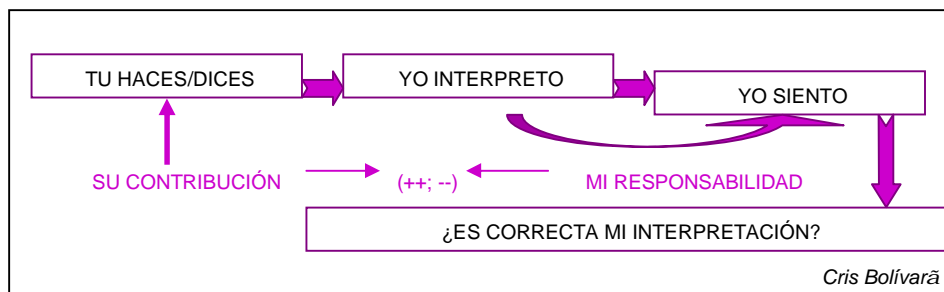 TU HACES/DICES
YO INTERPRETO
YO SIENTO
SU CONTRIBUCIÓN
(++; --)
MI RESPONSABILIDAD
¿ES CORRECTA MI INTERPRETACIÓN?
Cris Bolívarã